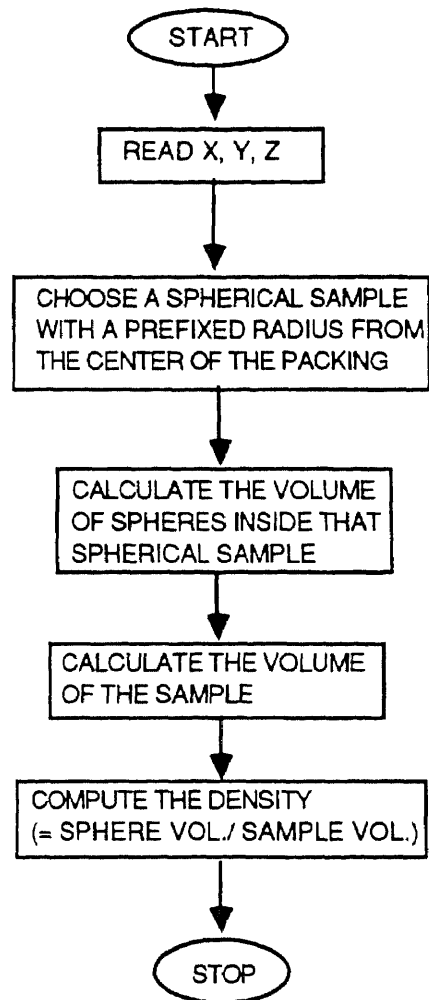 START
READ X, Y, Z
CHOOSE A SPHERICAL SAMPLE
WITH A PREFIXED RADIUS FROM
THE CENTER OF THE PACKING
CALCULATE THE VOLUME
OF SPHERES INSIDE THAT
SPHERICAL SAMPLE
CALCULATE THE VOLUME
OF THE SAMPLE
COMPUTE THE DENSITY
(= SPHERE VOL./ SAMPLE VOL.)
STOP